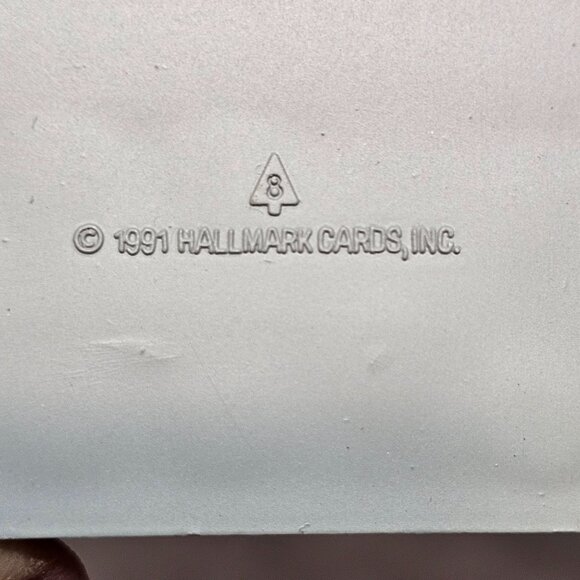 8
© 1991 HALLMARK CARDS, INC.